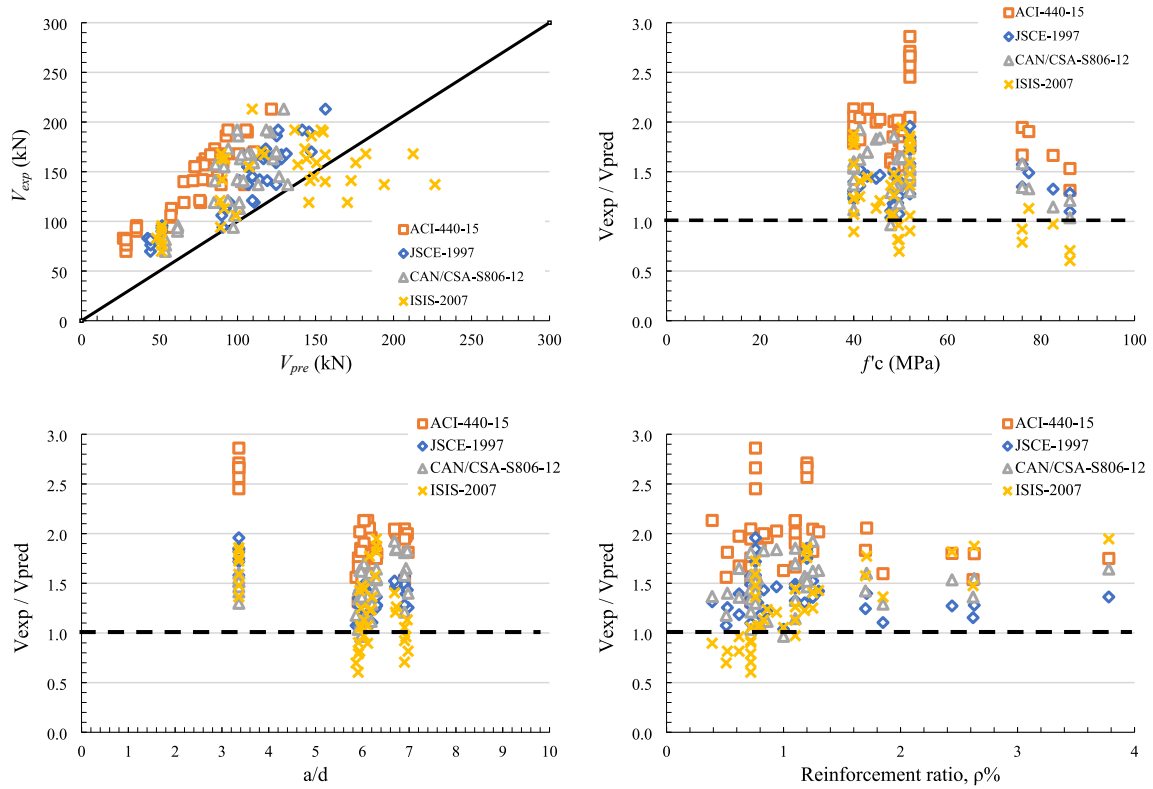 300
250
200
150
100
50
0
V_exp (kN)
0 50 100 150 200 250 300
V_pre (kN)
ACI-440-15
JSCE-1997
CAN/CSA-S806-12
ISIS-2007
3.0
2.5
2.0
1.5
1.0
0.5
0.0
Vexp / Vpred
0 20 40 60 80 100
f'c (MPa)
ACI-440-15
JSCE-1997
CAN/CSA-S806-12
ISIS-2007
3.0
2.5
2.0
1.5
1.0
0.5
0.0
Vexp / Vpred
0 1 2 3 4 5 6 7 8 9 10
a/d
ACI-440-15
JSCE-1997
CAN/CSA-S806-12
ISIS-2007
3.0
2.5
2.0
1.5
1.0
0.5
0.0
Vexp / Vpred
0 1 2 3 4
Reinforcement ratio, ρ%
ACI-440-15
JSCE-1997
CAN/CSA-S806-12
ISIS-2007